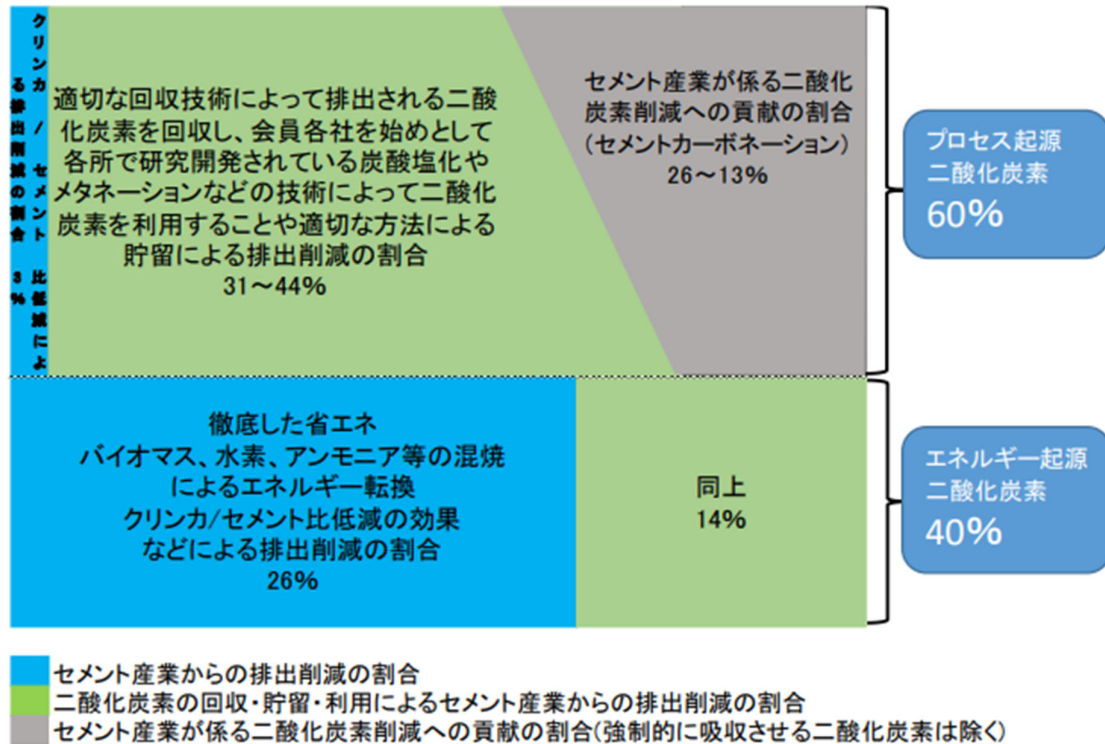 クリンカ / セメント 比低減によ
る排出削減の割合 3%
適切な回収技術によって排出される二酸
化炭素を回収し、会員各社を始めとして
各所で研究開発されている炭酸塩化や
メタネーションなどの技術によって二酸化
炭素を利用することや適切な方法による
貯留による排出削減の割合
31～44%
セメント産業が係る二酸化
炭素削減への貢献の割合
(セメントカーボネーション)
26～13%
プロセス起源
二酸化炭素
60%
徹底した省エネ
バイオマス、水素、アンモニア等の混焼
によるエネルギー転換
クリンカ/セメント比低減の効果
などによる排出削減の割合
26%
同上
14%
エネルギー起源
二酸化炭素
40%
セメント産業からの排出削減の割合
二酸化炭素の回収・貯留・利用によるセメント産業からの排出削減の割合
セメント産業が係る二酸化炭素削減への貢献の割合(強制的に吸収させる二酸化炭素は除く)